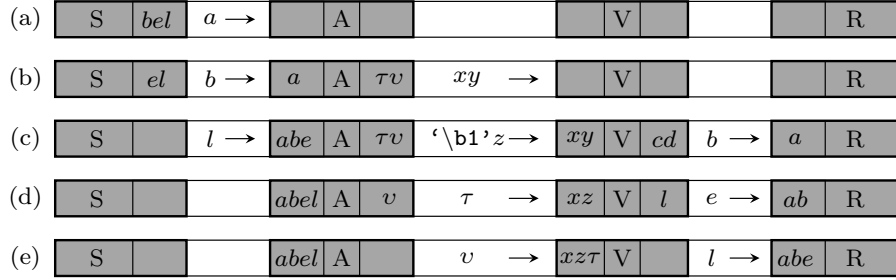 (a) S bel a → A V R
(b) S el b → a A τυ xy → V R
(c) S l → abe A τυ ‘\b1’z → xy V cd b → a R
(d) S abel A υ τ → xz V l e → ab R
(e) S abel A υ → xzτ V l → abe R